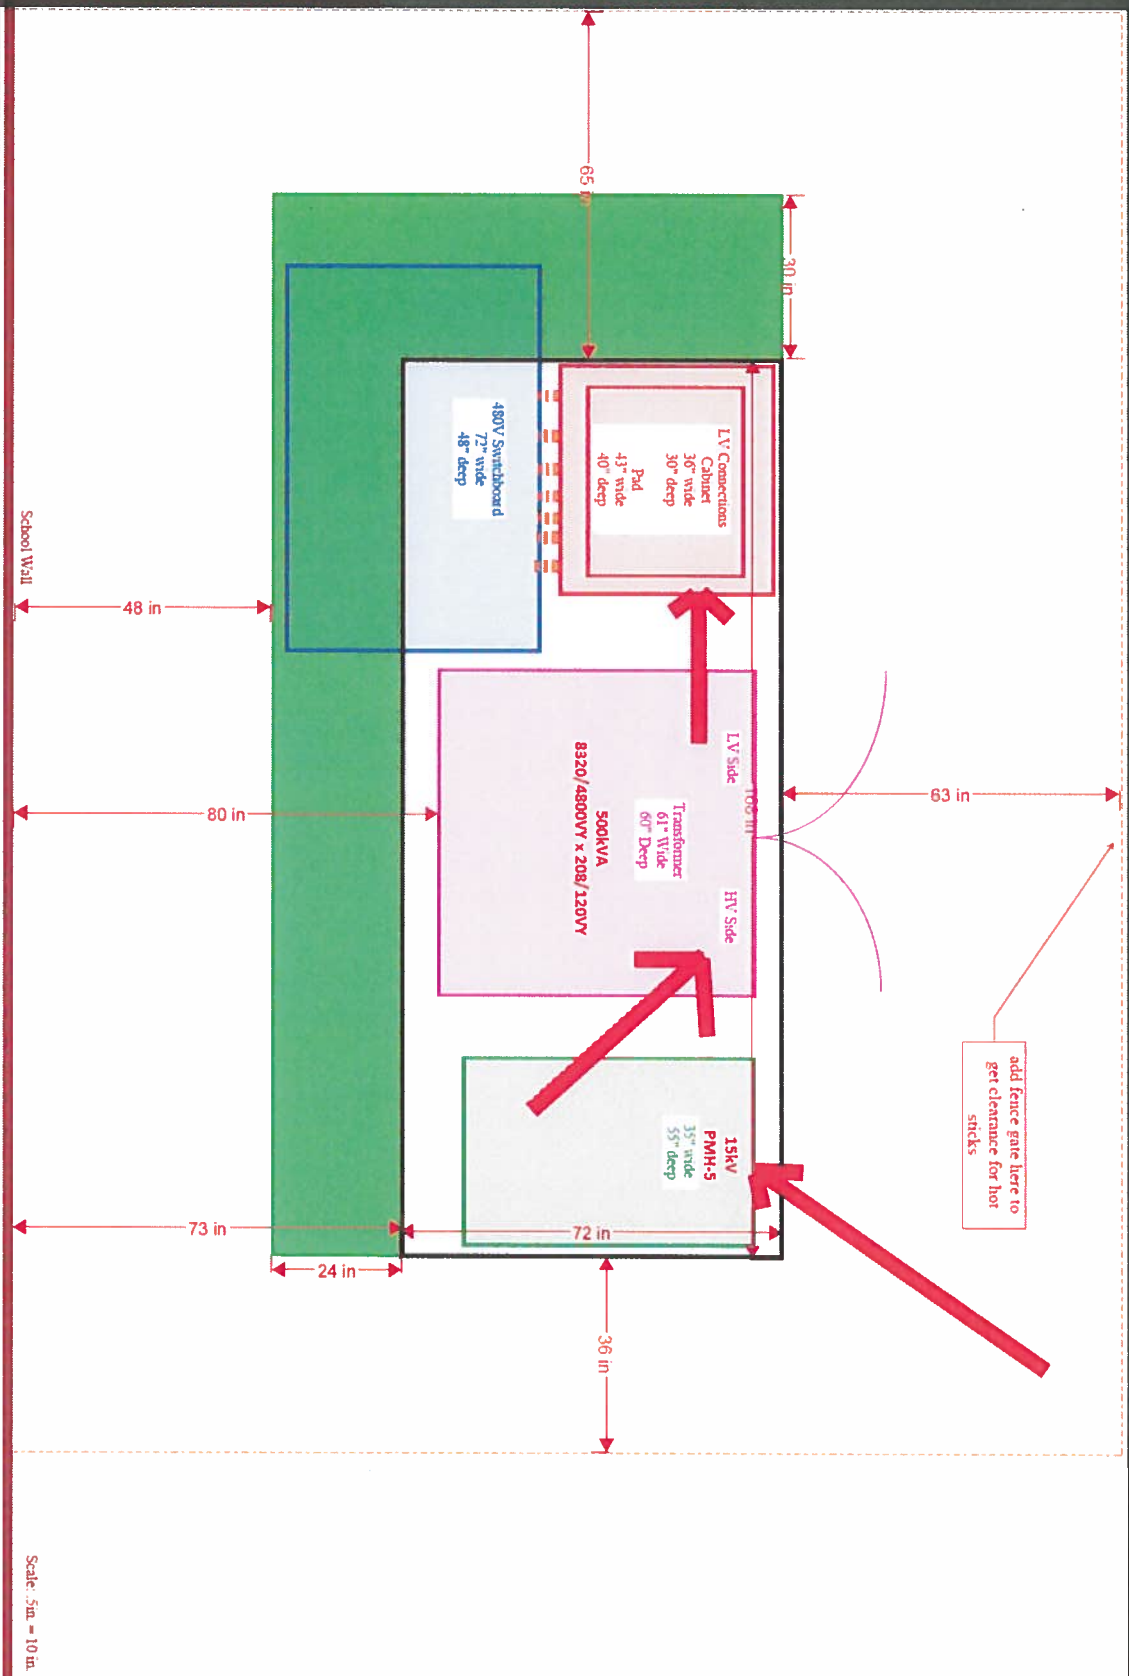 65 in
30 in
LV Connections
Cabinet
36" wide
30" deep
Pad
43" wide
40" deep
480V Switchboard
72" wide
48" deep
School Wall
48 in
80 in
LV Side
63 in
Transformer
61" Wide
60" Deep
500kVA
8320/4800VY x 208/120VY
HV Side
add fence gate here to
get clearance for hot
sticks
15kV
PMH-5
35" wide
55" deep
73 in
72 in
24 in
36 in
Scale: .5in. = 10 in.